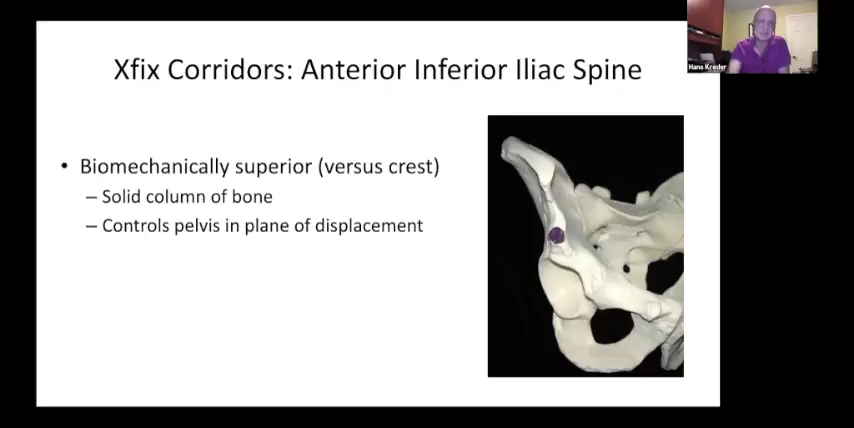 Hans Kreder
Xfix Corridors: Anterior Inferior Iliac Spine
• Biomechanically superior (versus crest)
– Solid column of bone
– Controls pelvis in plane of displacement